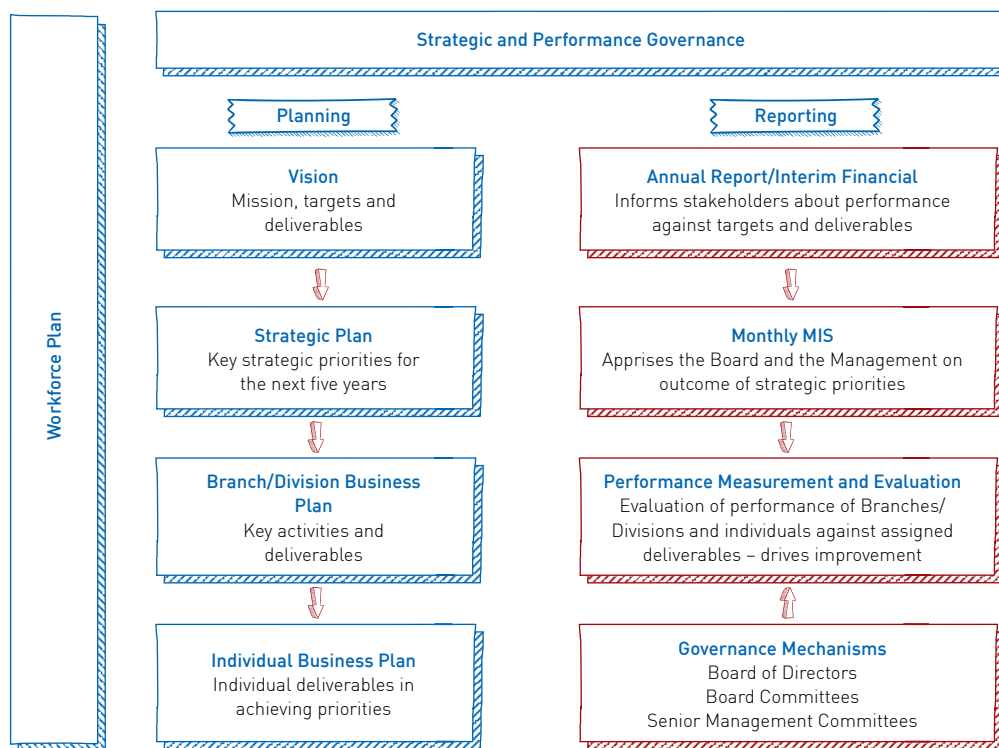 Strategic and Performance Governance
Workforce Plan
Planning
Vision
Mission, targets and
deliverables
Strategic Plan
Key strategic priorities for
the next five years
Branch/Division Business
Plan
Key activities and
deliverables
Individual Business Plan
Individual deliverables in
achieving priorities
Reporting
Annual Report/Interim Financial
Informs stakeholders about performance
against targets and deliverables
Monthly MIS
Apprises the Board and the Management on
outcome of strategic priorities
Performance Measurement and Evaluation
Evaluation of performance of Branches/
Divisions and individuals against assigned
deliverables – drives improvement
Governance Mechanisms
Board of Directors
Board Committees
Senior Management Committees